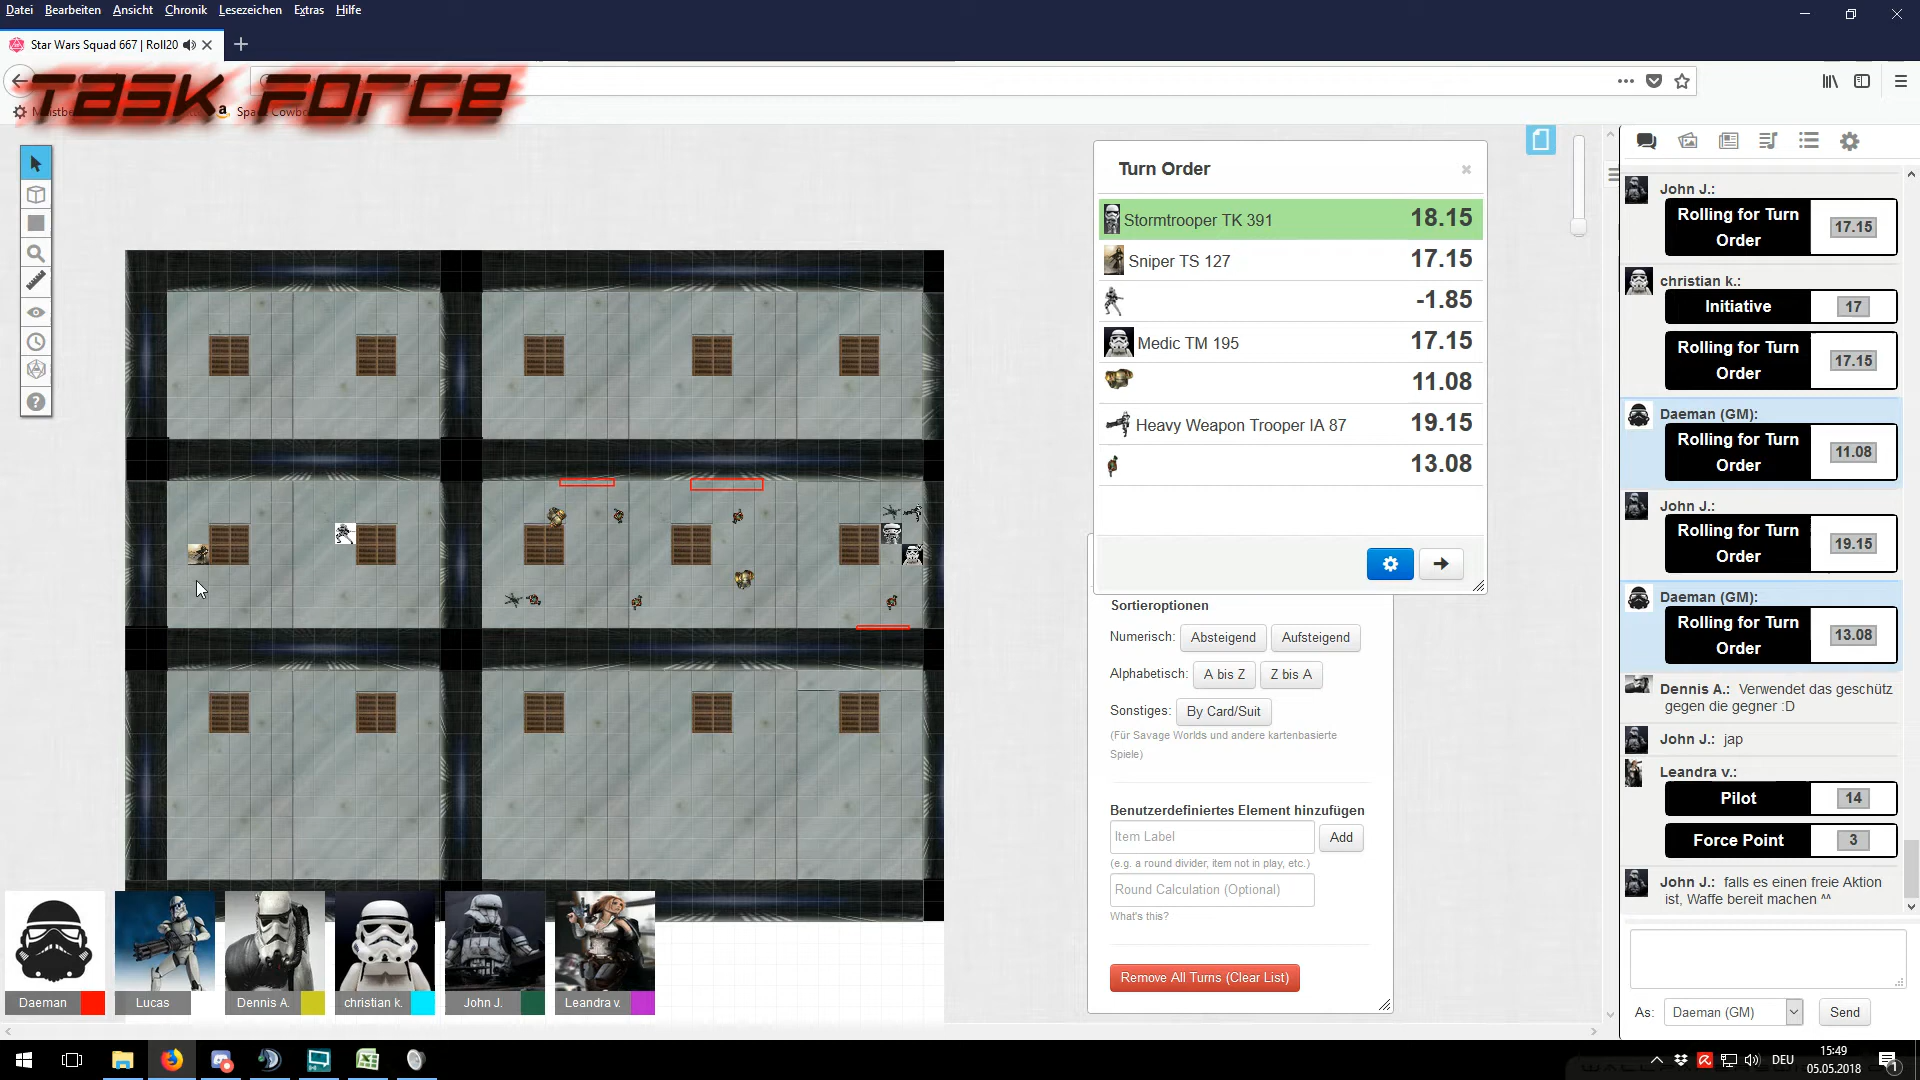 Datei Bearbeiten Ansicht Chronik Lesezeichen Extras Hilfe
Star Wars Squad 667 | Roll20
Task Force
Turn Order
Stormtrooper TK 391 18.15
Sniper TS 127 17.15
-1.85
Medic TM 195 17.15
11.08
Heavy Weapon Trooper IA 87 19.15
13.08
Sortieroptionen
Numerisch: Absteigend Aufsteigend
Alphabetisch: A bis Z Z bis A
Sonstiges: By Card/Suit
(Für Savage Worlds und andere kartenbasierte
Spiele)
Benutzerdefiniertes Element hinzufügen
Item Label Add
(e.g. a round divider, item not in play, etc.)
Round Calculation (Optional)
What's this?
Remove All Turns (Clear List)
John J.:
Rolling for Turn
Order
17.15
christian k.:
Initiative 17
Rolling for Turn
Order
17.15
Daeman (GM):
Rolling for Turn
Order
11.08
John J.:
Rolling for Turn
Order
19.15
Daeman (GM):
Rolling for Turn
Order
13.08
Dennis A.: Verwendet das geschütz
gegen die gegner :D
John J.: jap
Leandra v.:
Pilot 14
Force Point 3
John J.: falls es einen freie Aktion
ist, Waffe bereit machen ^^
As: Daeman (GM) Send
Daeman Lucas Dennis A. christian k. John J. Leandra v.
DEU
15:49
05.05.2018
1